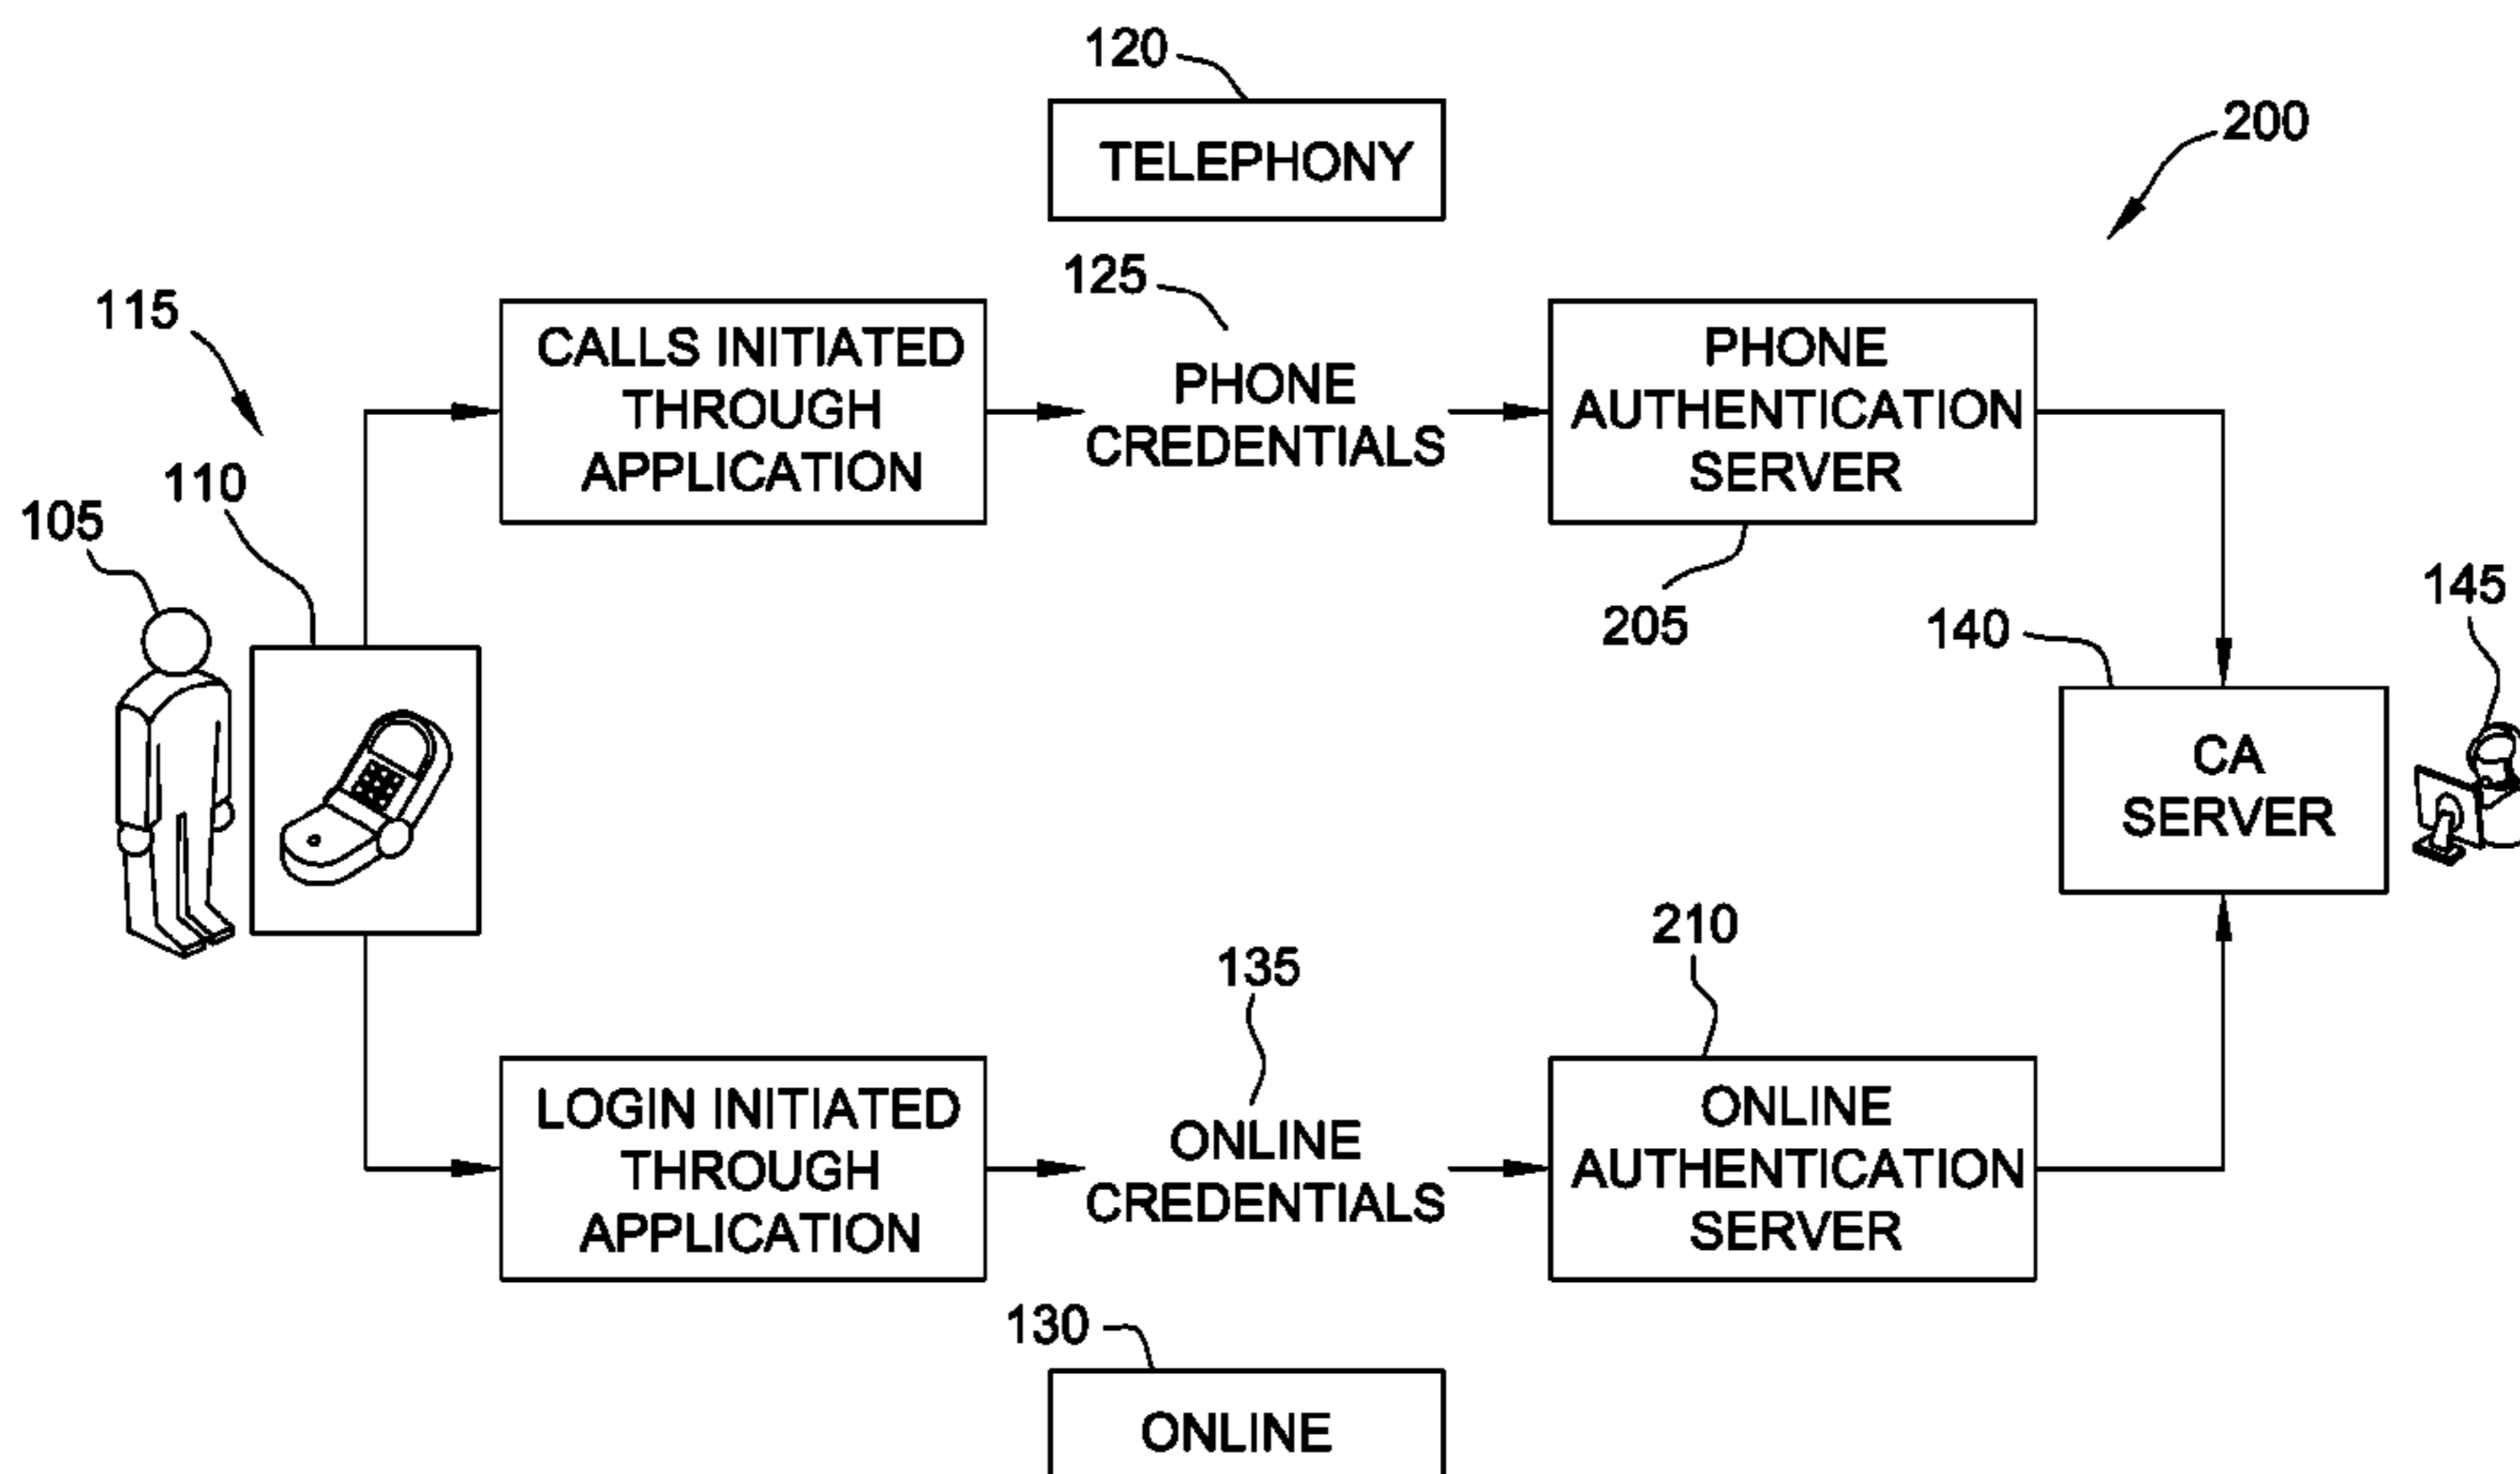 120
TELEPHONY
200
115
125
CALLS INITIATED
THROUGH
APPLICATION
PHONE
CREDENTIALS
PHONE
AUTHENTICATION
SERVER
110
105
205
140
145
CA
SERVER
210
135
LOGIN INITIATED
THROUGH
APPLICATION
ONLINE
CREDENTIALS
ONLINE
AUTHENTICATION
SERVER
130
ONLINE